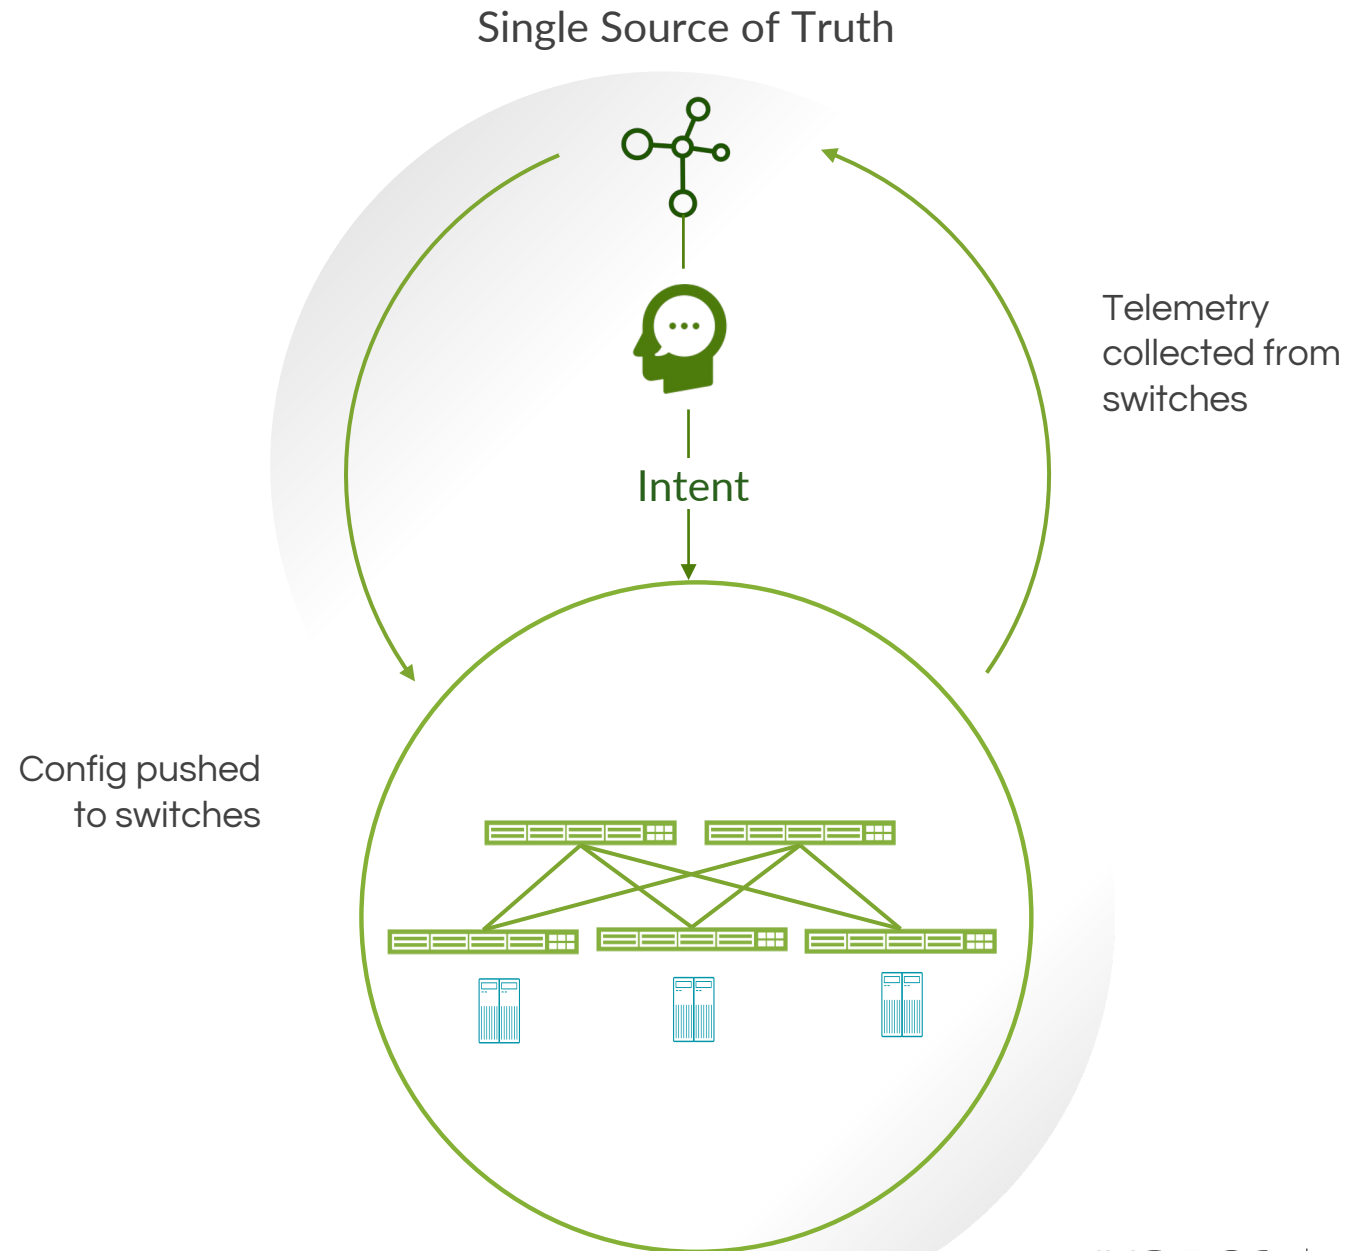 Single Source of Truth
Telemetry
collected from
switches
Intent
Config pushed
to switches